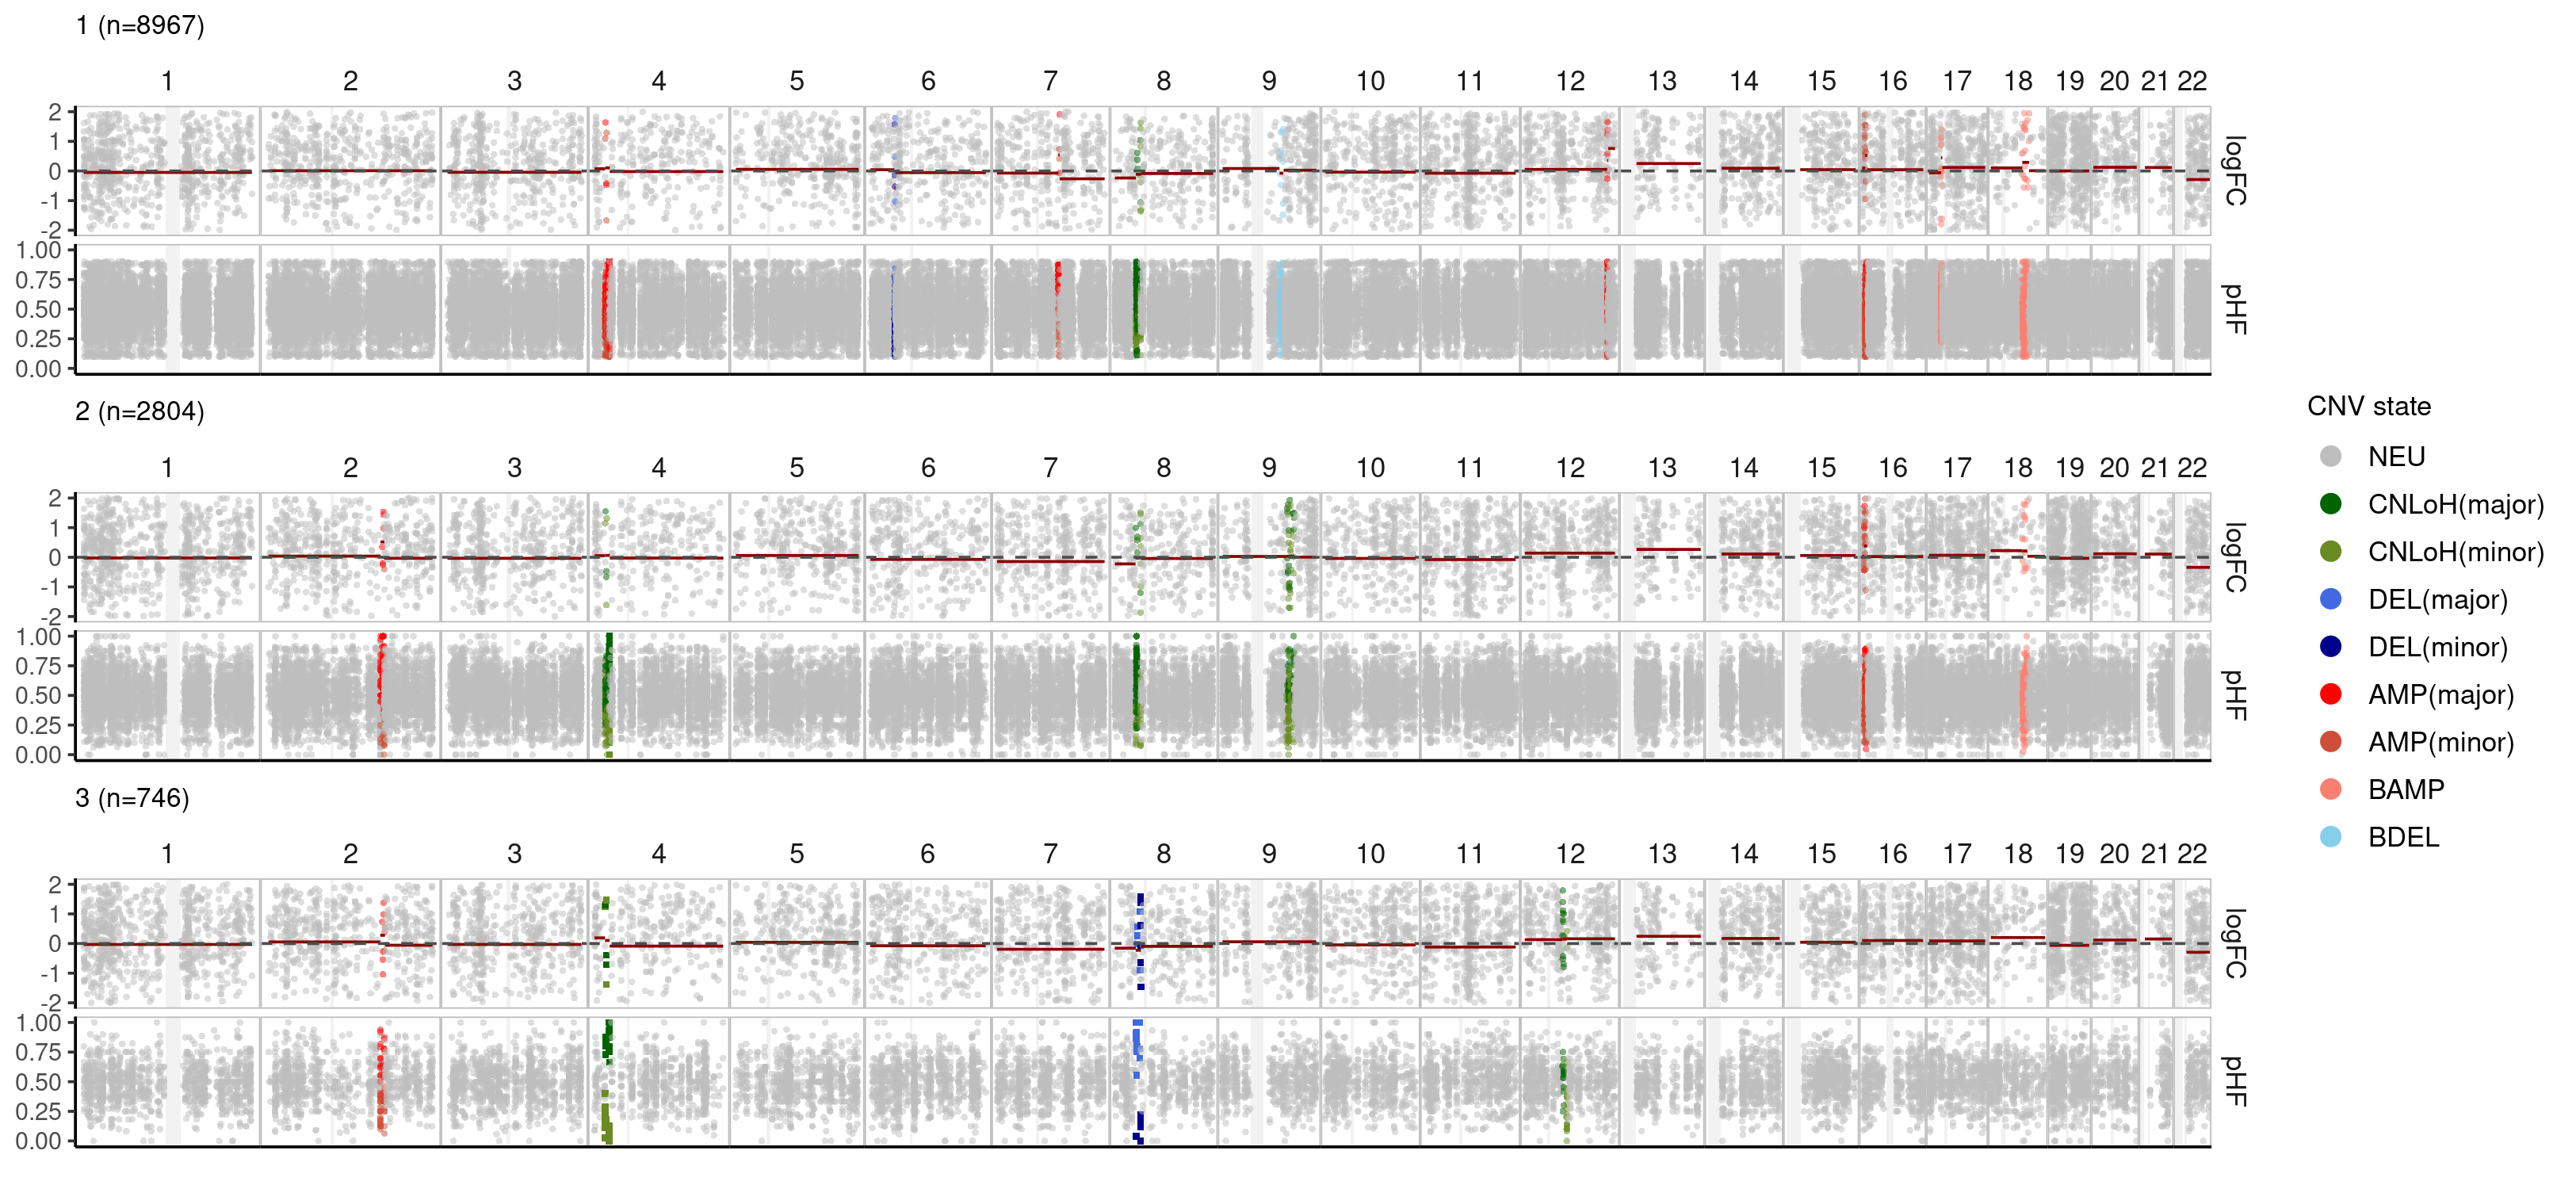 1 (n=8967)
1 2 3 4 5 6 7 8 9 10 11 12 13 14 15 16 17 18 19 20 21 22
2
1
0
-1
-2
logFC
1.00
0.75
0.50
0.25
0.00
pHF
2 (n=2804)
1 2 3 4 5 6 7 8 9 10 11 12 13 14 15 16 17 18 19 20 21 22
2
1
0
-1
-2
logFC
1.00
0.75
0.50
0.25
0.00
pHF
3 (n=746)
1 2 3 4 5 6 7 8 9 10 11 12 13 14 15 16 17 18 19 20 21 22
2
1
0
-1
-2
logFC
1.00
0.75
0.50
0.25
0.00
pHF
CNV state
NEU
CNLoH(major)
CNLoH(minor)
DEL(major)
DEL(minor)
AMP(major)
AMP(minor)
BAMP
BDEL